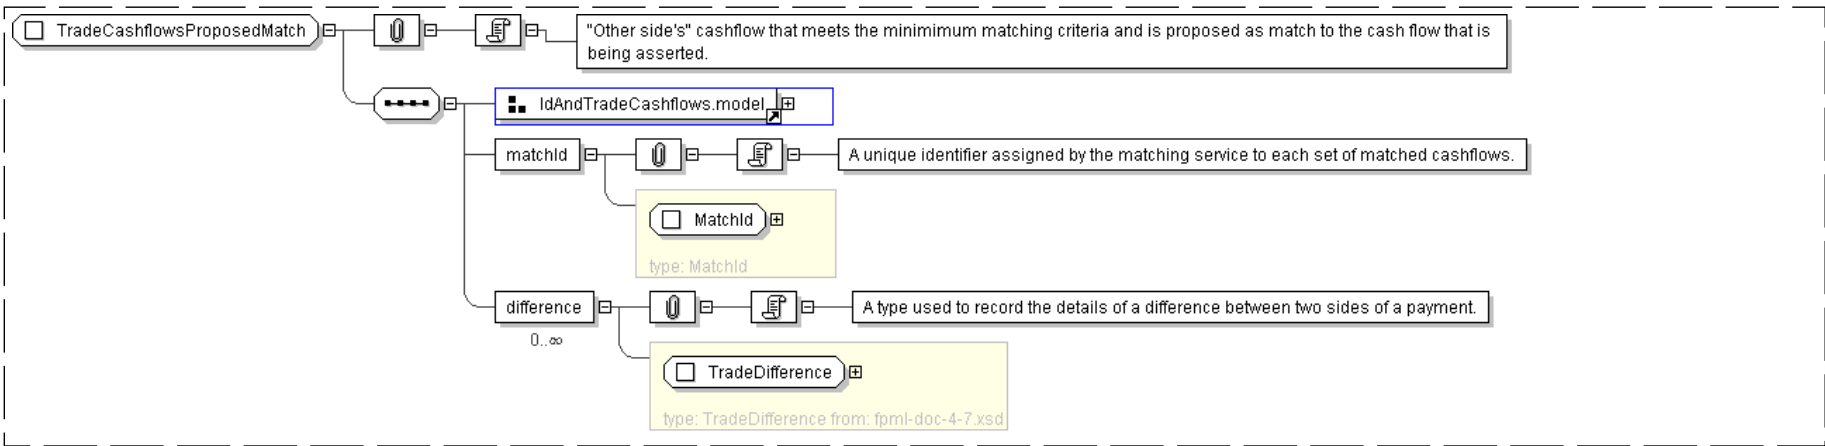 TradeCashflowsProposedMatch
"Other side's" cashflow that meets the minimimum matching criteria and is proposed as match to the cash flow that is
being asserted.
IdAndTradeCashflows.model
matchId
A unique identifier assigned by the matching service to each set of matched cashflows.
MatchId
type: MatchId
difference
A type used to record the details of a difference between two sides of a payment.
0..∞
TradeDifference
type: TradeDifference from: fpml-doc-4-7.xsd